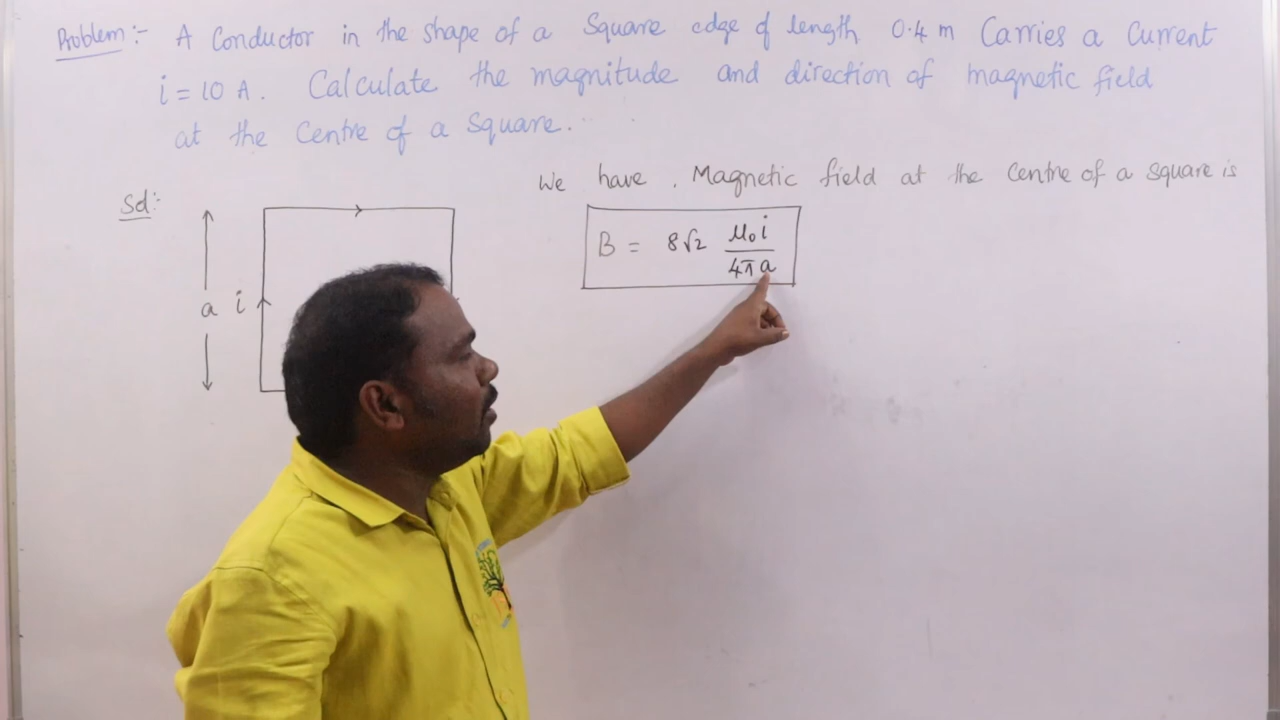 Problem:- A Conductor in the shape of a Square edge of length 0.4 m Carries a Current
i = 10 A. Calculate the magnitude and direction of magnetic field
at the Centre of a Square.
Sol:-
We have, Magnetic field at the Centre of a square is
B = 8√2 μ₀i / 4πa
a i